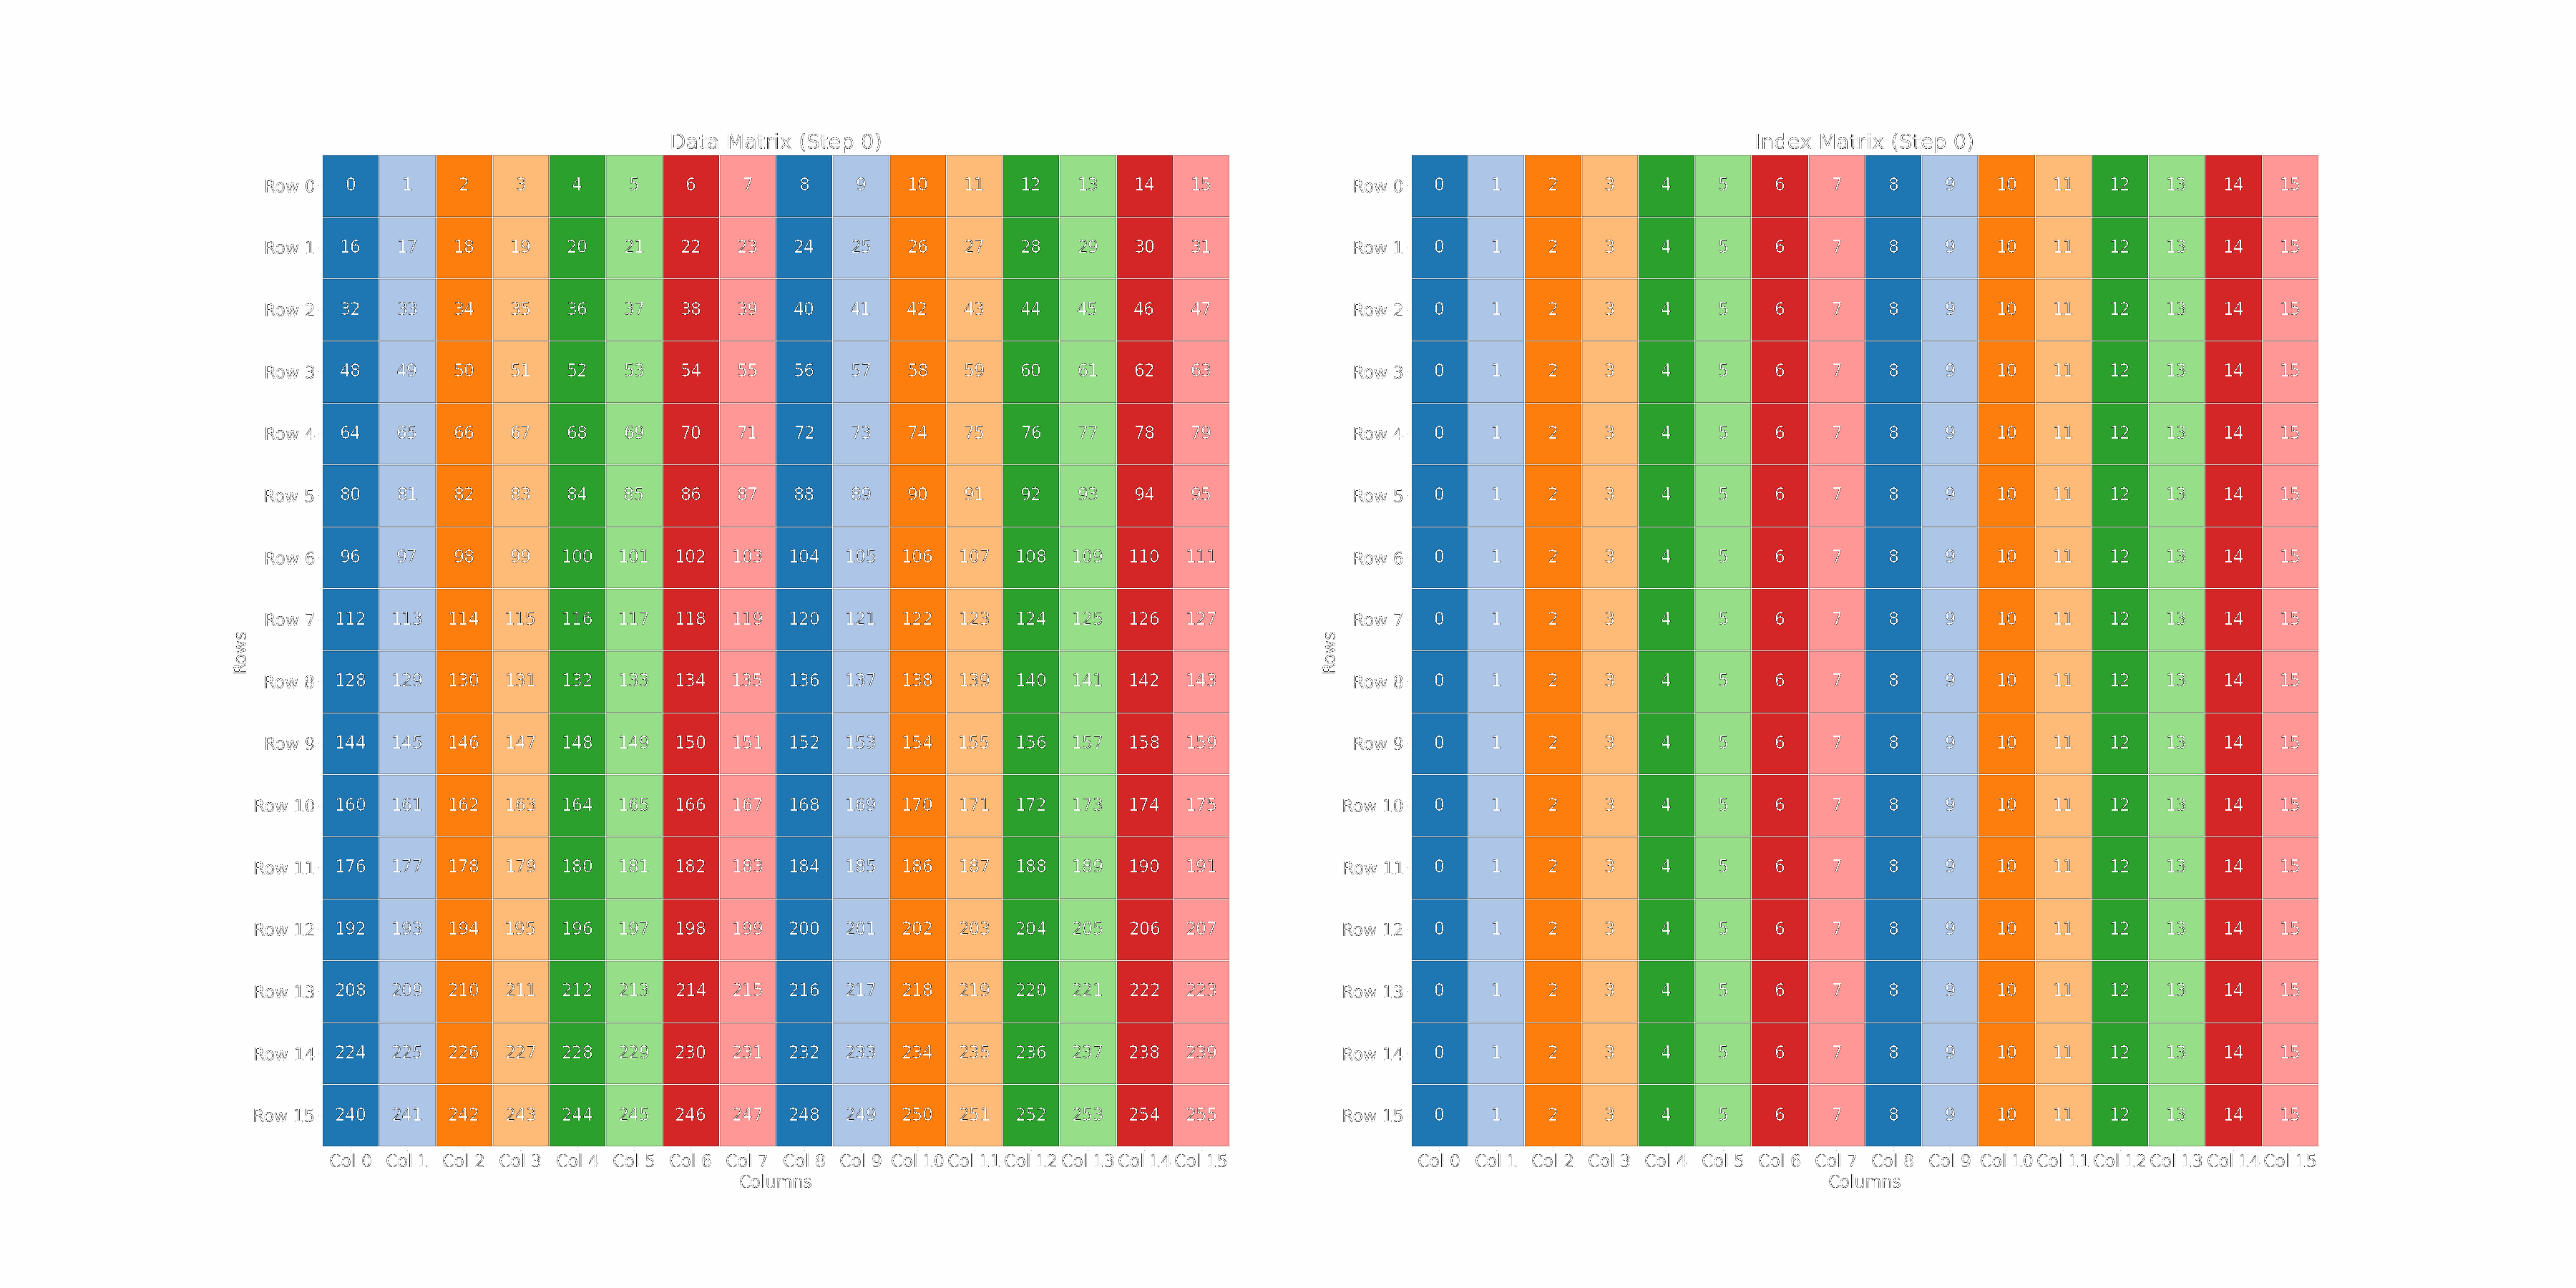 Data Matrix (Step 0) Index Matrix (Step 0)
Row 0 0 1 2 3 4 5 6 7 8 9 10 11 12 13 14 15 Row 0 0 1 2 3 4 5 6 7 8 9 10 11 12 13 14 15
Row 1 16 17 18 19 20 21 22 23 24 25 26 27 28 29 30 31 Row 1 0 1 2 3 4 5 6 7 8 9 10 11 12 13 14 15
Row 2 32 33 34 35 36 37 38 39 40 41 42 43 44 45 46 47 Row 2 0 1 2 3 4 5 6 7 8 9 10 11 12 13 14 15
Row 3 48 49 50 51 52 53 54 55 56 57 58 59 60 61 62 63 Row 3 0 1 2 3 4 5 6 7 8 9 10 11 12 13 14 15
Row 4 64 65 66 67 68 69 70 71 72 73 74 75 76 77 78 79 Row 4 0 1 2 3 4 5 6 7 8 9 10 11 12 13 14 15
Row 5 80 81 82 83 84 85 86 87 88 89 90 91 92 93 94 95 Row 5 0 1 2 3 4 5 6 7 8 9 10 11 12 13 14 15
Row 6 96 97 98 99 100 101 102 103 104 105 106 107 108 109 110 111 Row 6 0 1 2 3 4 5 6 7 8 9 10 11 12 13 14 15
Row 7 112 113 114 115 116 117 118 119 120 121 122 123 124 125 126 127 Row 7 0 1 2 3 4 5 6 7 8 9 10 11 12 13 14 15
Rows Rows
Row 8 128 129 130 131 132 133 134 135 136 137 138 139 140 141 142 143 Row 8 0 1 2 3 4 5 6 7 8 9 10 11 12 13 14 15
Row 9 144 145 146 147 148 149 150 151 152 153 154 155 156 157 158 159 Row 9 0 1 2 3 4 5 6 7 8 9 10 11 12 13 14 15
Row 10 160 161 162 163 164 165 166 167 168 169 170 171 172 173 174 175 Row 10 0 1 2 3 4 5 6 7 8 9 10 11 12 13 14 15
Row 11 176 177 178 179 180 181 182 183 184 185 186 187 188 189 190 191 Row 11 0 1 2 3 4 5 6 7 8 9 10 11 12 13 14 15
Row 12 192 193 194 195 196 197 198 199 200 201 202 203 204 205 206 207 Row 12 0 1 2 3 4 5 6 7 8 9 10 11 12 13 14 15
Row 13 208 209 210 211 212 213 214 215 216 217 218 219 220 221 222 223 Row 13 0 1 2 3 4 5 6 7 8 9 10 11 12 13 14 15
Row 14 224 225 226 227 228 229 230 231 232 233 234 235 236 237 238 239 Row 14 0 1 2 3 4 5 6 7 8 9 10 11 12 13 14 15
Row 15 240 241 242 243 244 245 246 247 248 249 250 251 252 253 254 255 Row 15 0 1 2 3 4 5 6 7 8 9 10 11 12 13 14 15
Col 0 Col 1 Col 2 Col 3 Col 4 Col 5 Col 6 Col 7 Col 8 Col 9 Col 10 Col 11 Col 12 Col 13 Col 14 Col 15 Col 0 Col 1 Col 2 Col 3 Col 4 Col 5 Col 6 Col 7 Col 8 Col 9 Col 10 Col 11 Col 12 Col 13 Col 14 Col 15
Columns Columns